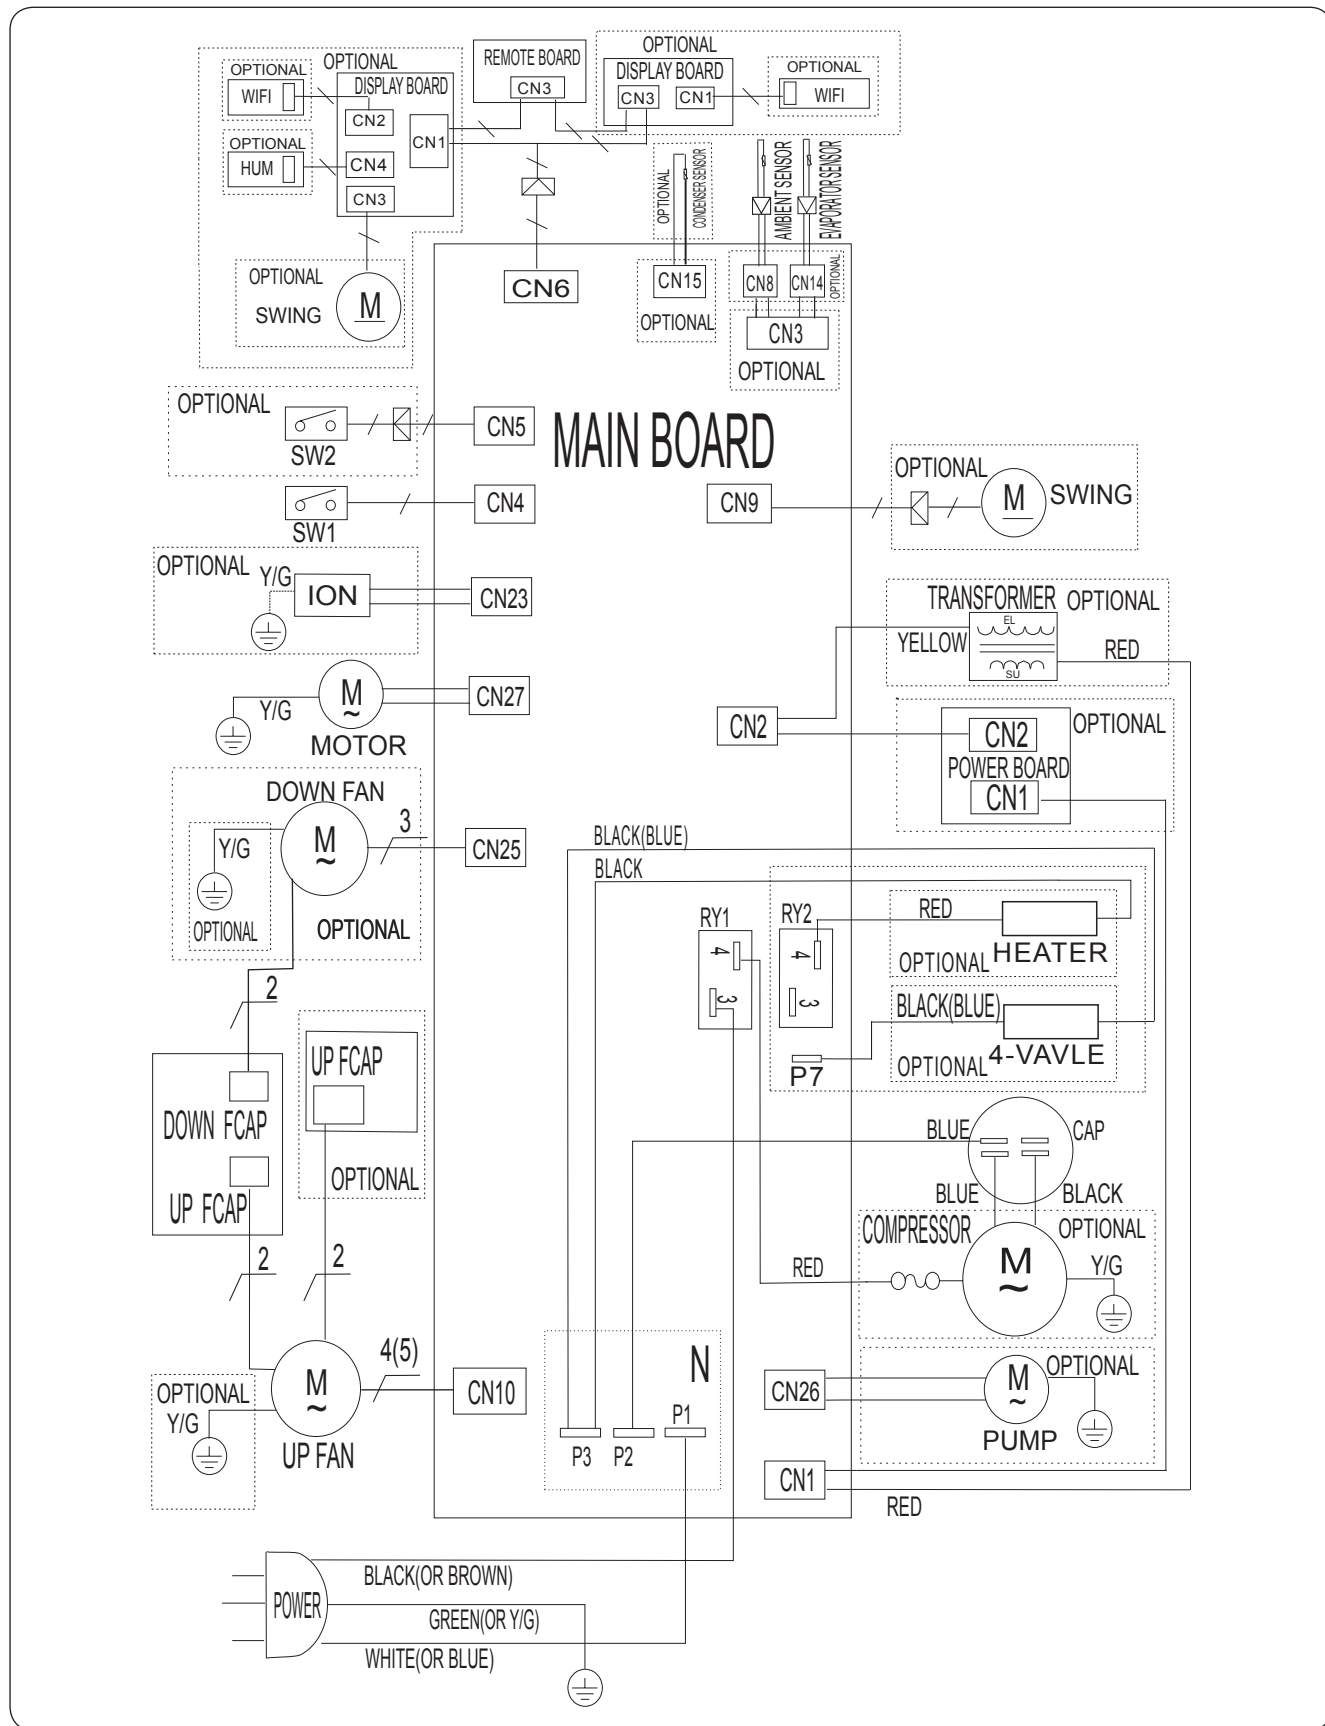 OPTIONAL
REMOTE BOARD
CN3
OPTIONAL
OPTIONAL
WIFI
DISPLAY BOARD
CN2
CN1
OPTIONAL
HUM
CN4
CN3
DISPLAY BOARD
CN3
CN1
OPTIONAL
WIFI
OPTIONAL
SWING
M
CN6
OPTIONAL
CONDENSER SENSOR
CN15
OPTIONAL
AMBIENT SENSOR
EVAPORATOR SENSOR
CN8
CN14
OPTIONAL
CN3
OPTIONAL
OPTIONAL
SW2
CN5
MAIN BOARD
SW1
CN4
CN9
OPTIONAL
M
SWING
OPTIONAL
Y/G
ION
CN23
TRANSFORMER
OPTIONAL
EL
YELLOW
SU
RED
Y/G
M
~
MOTOR
CN27
CN2
CN2
OPTIONAL
POWER BOARD
CN1
DOWN FAN
M
~
3
CN25
Y/G
OPTIONAL
OPTIONAL
BLACK(BLUE)
BLACK
RY1
4
3
RY2
4
3
RED
HEATER
OPTIONAL
BLACK(BLUE)
4-VAVLE
OPTIONAL
P7
2
UP FCAP
OPTIONAL
DOWN FCAP
UP FCAP
BLUE
CAP
BLUE
BLACK
COMPRESSOR
OPTIONAL
M
~
Y/G
RED
2
2
4(5)
OPTIONAL
Y/G
M
~
UP FAN
CN10
N
P3
P2
P1
CN26
M
~
OPTIONAL
PUMP
CN1
RED
POWER
BLACK(OR BROWN)
GREEN(OR Y/G)
WHITE(OR BLUE)